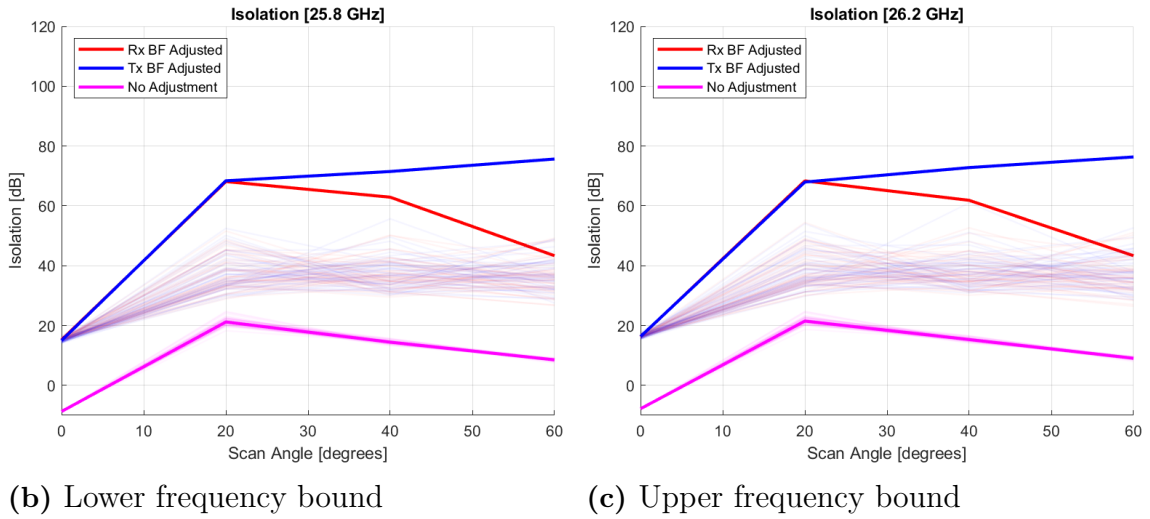 Isolation [25.8 GHz]
120
100
80
60
40
20
0
Isolation [dB]
Rx BF Adjusted
Tx BF Adjusted
No Adjustment
0 10 20 30 40 50 60
Scan Angle [degrees]
(b) Lower frequency bound
Isolation [26.2 GHz]
120
100
80
60
40
20
0
Isolation [dB]
Rx BF Adjusted
Tx BF Adjusted
No Adjustment
0 10 20 30 40 50 60
Scan Angle [degrees]
(c) Upper frequency bound